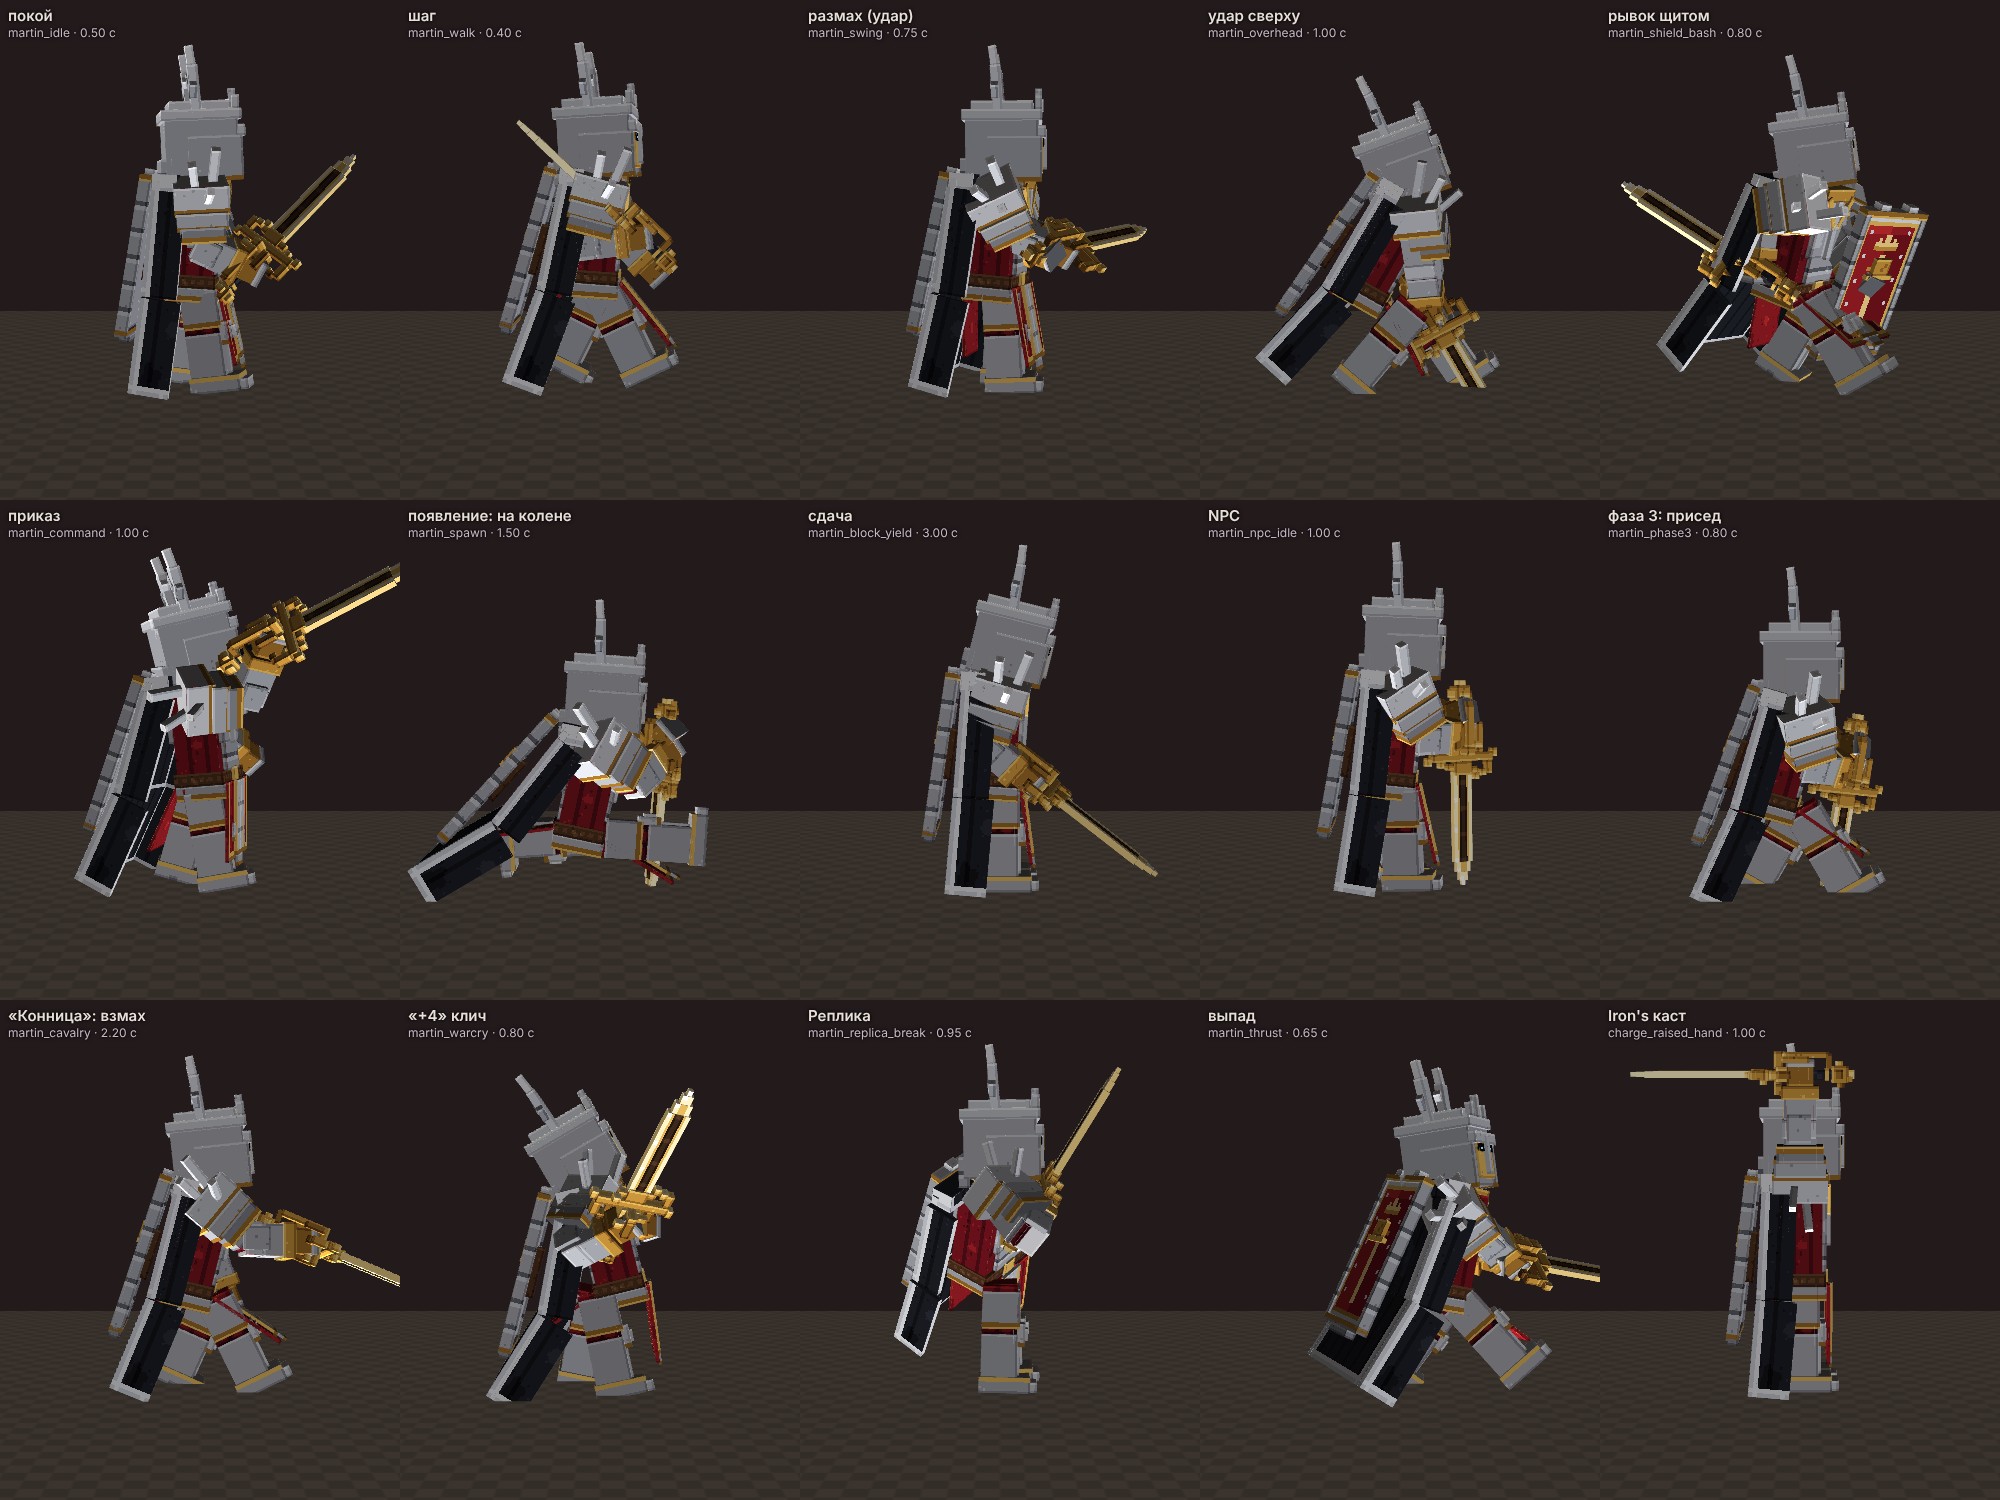 покой
martin_idle · 0.50 с
шаг
martin_walk · 0.40 с
размах (удар)
martin_swing · 0.75 с
удар сверху
martin_overhead · 1.00 с
рывок щитом
martin_shield_bash · 0.80 с
приказ
martin_command · 1.00 с
появление: на колене
martin_spawn · 1.50 с
сдача
martin_block_yield · 3.00 с
NPC
martin_npc_idle · 1.00 с
фаза 3: присед
martin_phase3 · 0.80 с
«Конница»: взмах
martin_cavalry · 2.20 с
«+4» клич
martin_warcry · 0.80 с
Реплика
martin_replica_break · 0.95 с
выпад
martin_thrust · 0.65 с
Iron's каст
charge_raised_hand · 1.00 с